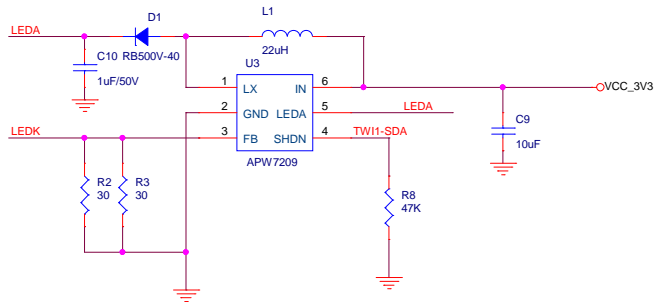 L1
D1
LEDA
C10
RB500V-40
22uH
1uF/50V
U3
1
LX
IN
6
VCC_3V3
2
GND
LEDA
5
LEDA
LEDK
3
FB
SHDN
4
TWI1-SDA
C9
10uF
APW7209
R2
30
R3
30
R8
47K